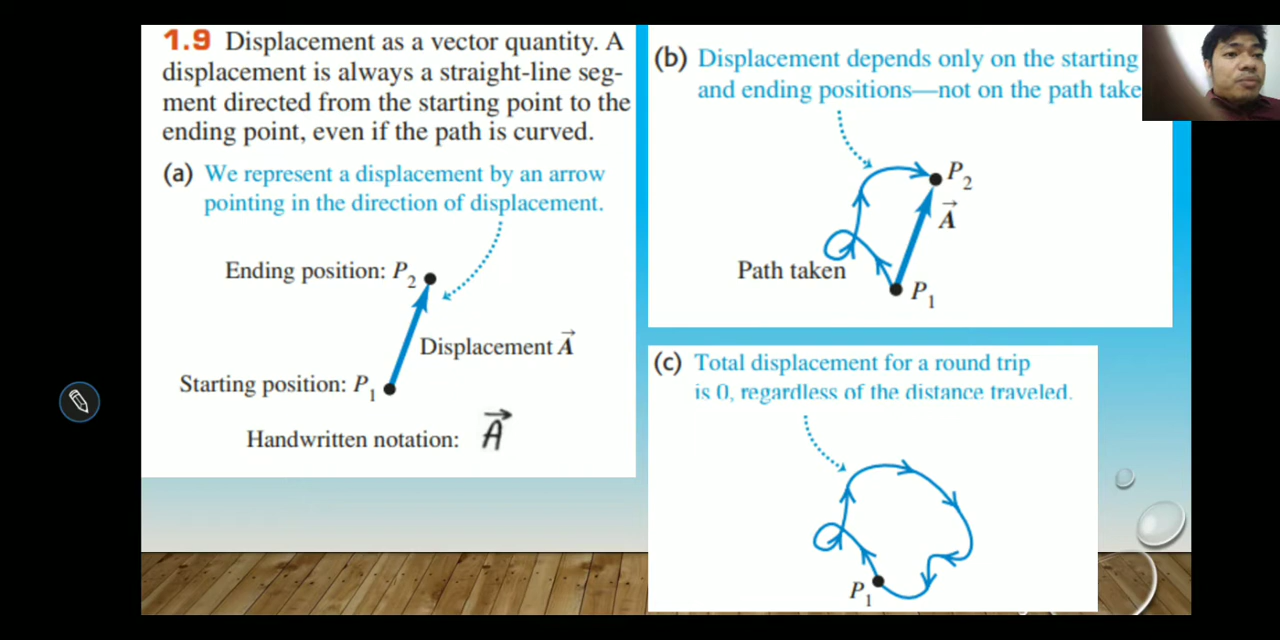 1.9 Displacement as a vector quantity. A
displacement is always a straight-line seg-
ment directed from the starting point to the
ending point, even if the path is curved.
(a) We represent a displacement by an arrow
pointing in the direction of displacement.
Ending position: P₂
Displacement A⃗
Starting position: P₁
Handwritten notation: A⃗
(b) Displacement depends only on the starting
and ending positions—not on the path take
P₂
A⃗
Path taken
P₁
(c) Total displacement for a round trip
is 0, regardless of the distance traveled.
P₁